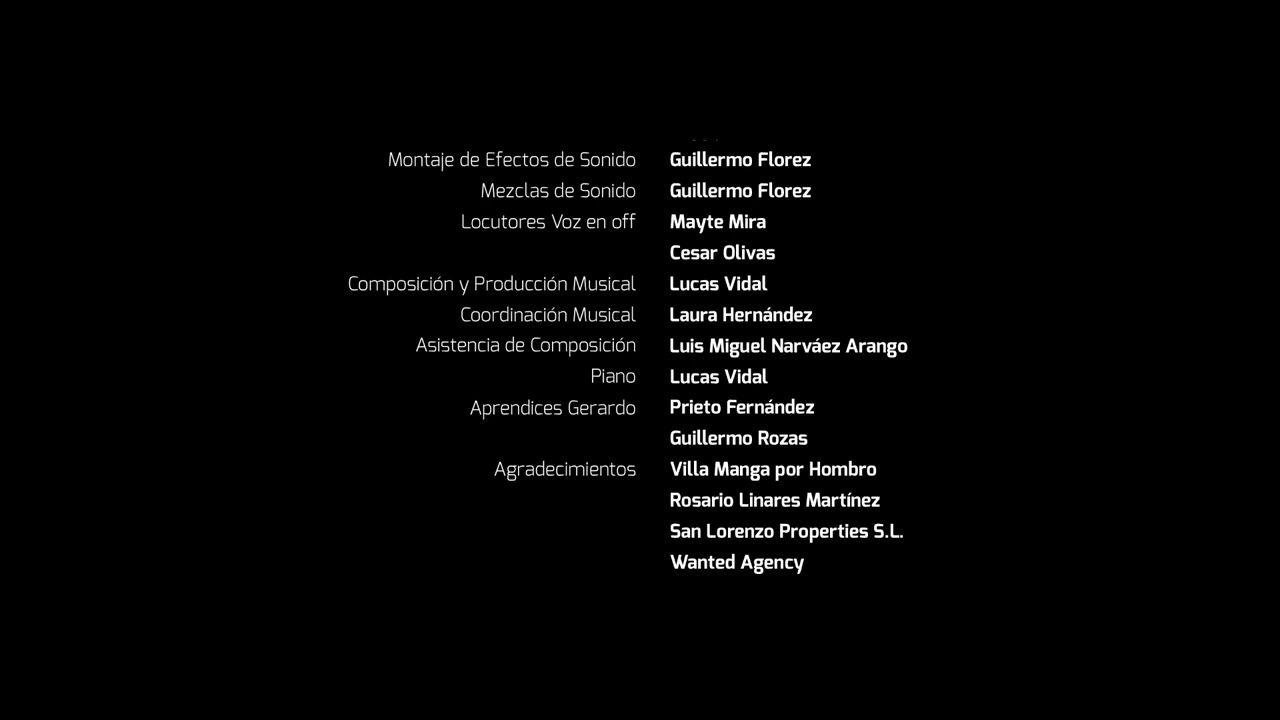 Montaje de Efectos de Sonido Guillermo Florez
Mezclas de Sonido Guillermo Florez
Locutores Voz en off Mayte Mira
Cesar Olivas
Composición y Producción Musical Lucas Vidal
Coordinación Musical Laura Hernández
Asistencia de Composición Luis Miguel Narváez Arango
Piano Lucas Vidal
Aprendices Gerardo Prieto Fernández
Guillermo Rozas
Agradecimientos Villa Manga por Hombro
Rosario Linares Martínez
San Lorenzo Properties S.L.
Wanted Agency